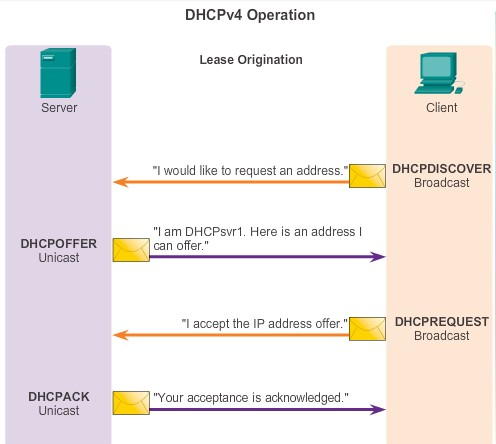 DHCPv4 Operation
Lease Origination
Server
Client
"I would like to request an address."
DHCPDISCOVER
Broadcast
DHCPOFFER
Unicast
"I am DHCPsvr1. Here is an address I
can offer."
"I accept the IP address offer."
DHCPREQUEST
Broadcast
DHCPACK
Unicast
"Your acceptance is acknowledged."